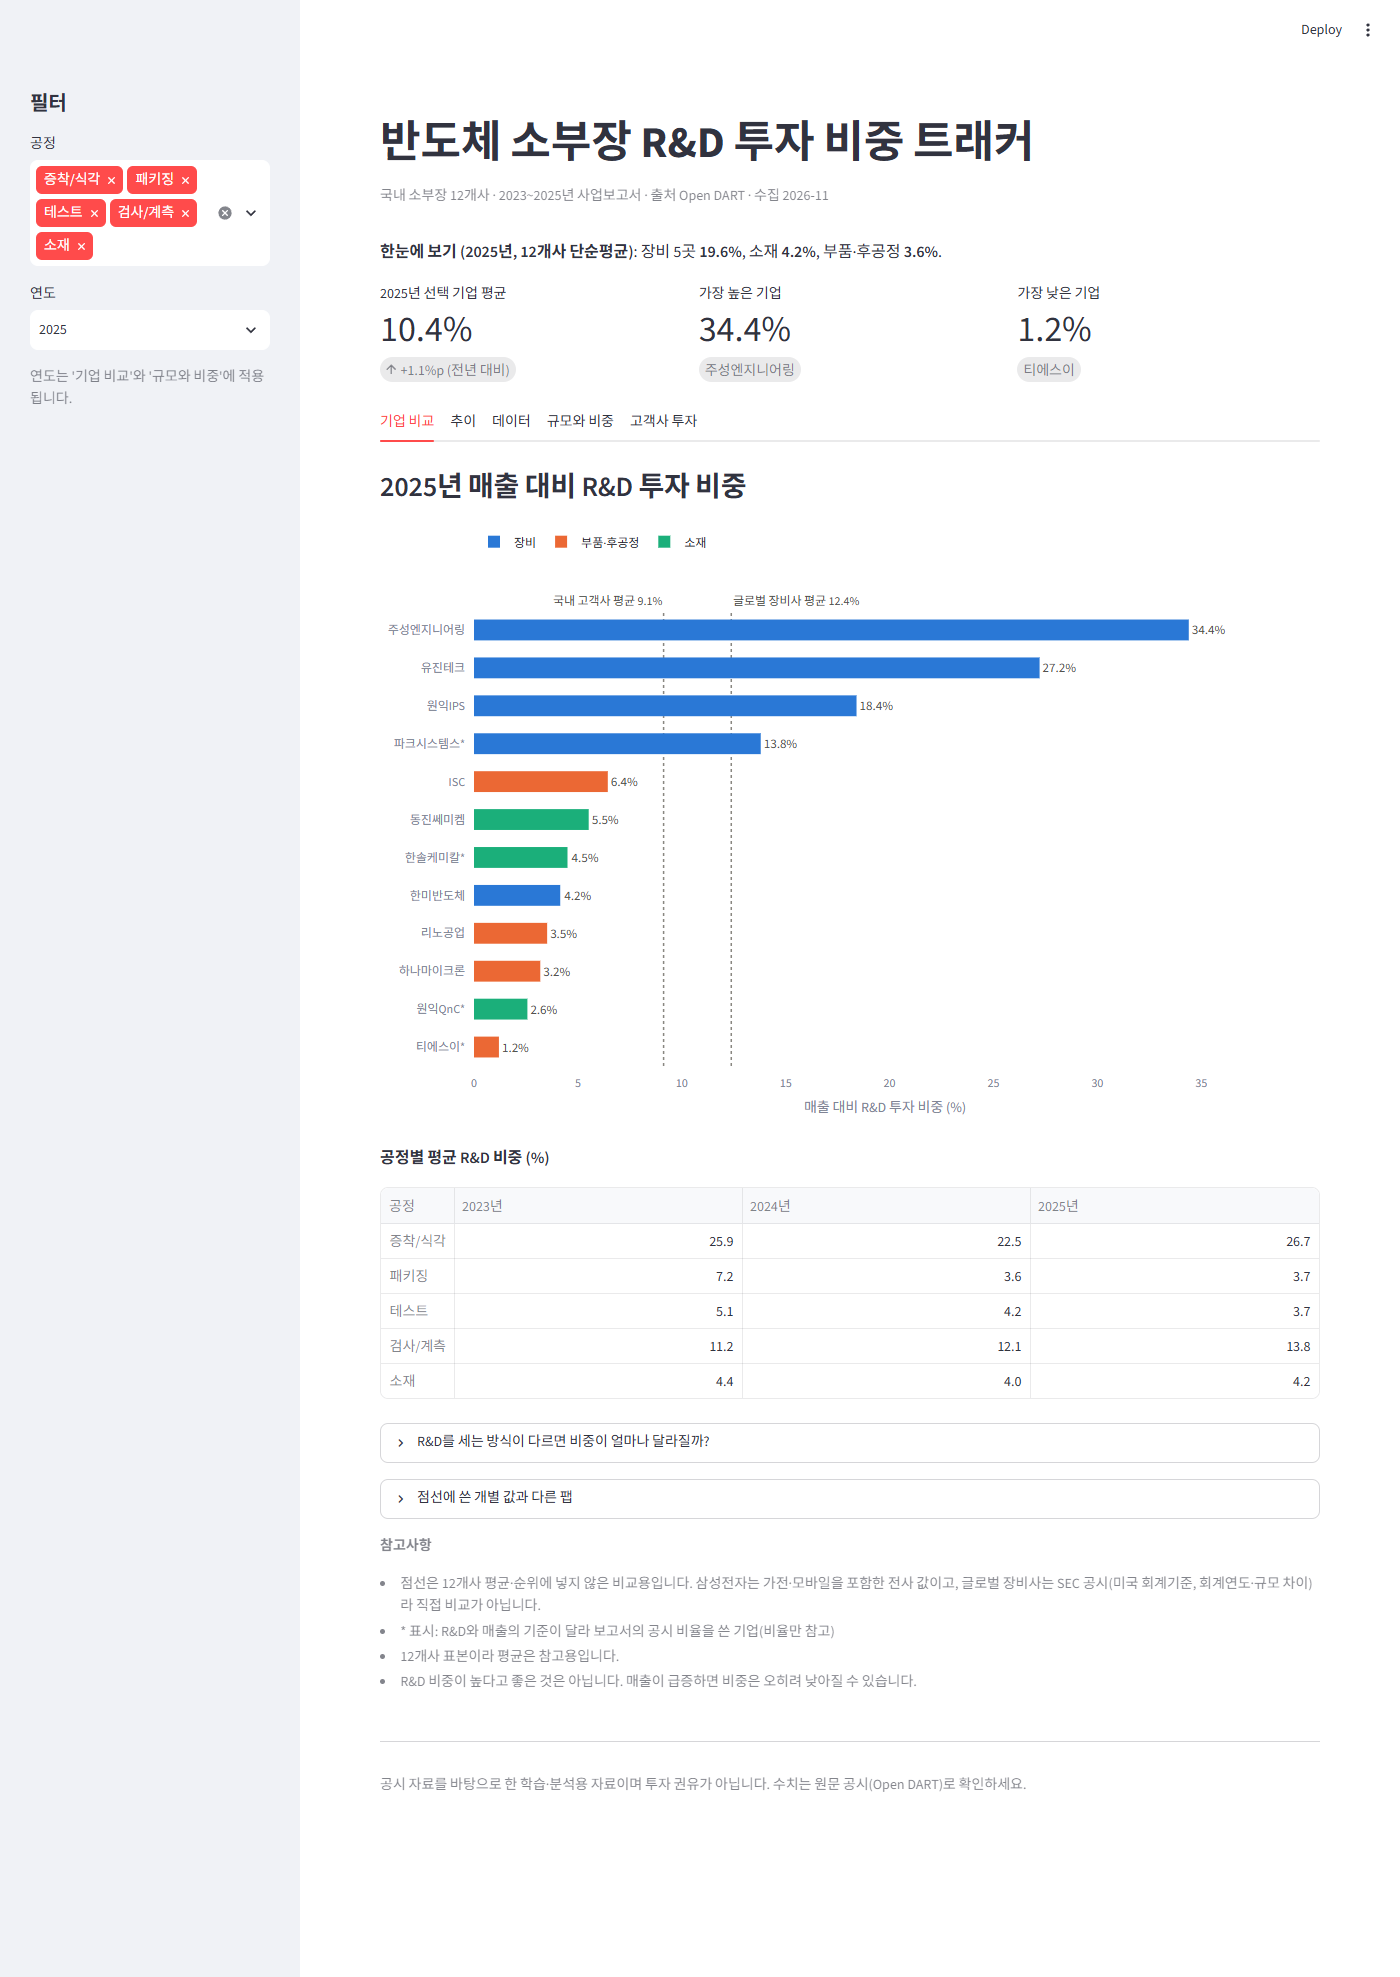 Deploy
필터
공정
증착/식각
패키징
테스트
검사/계측
소재
연도
2025
연도는 '기업 비교'와 '규모와 비중'에 적용
됩니다.
반도체 소부장 R&D 투자 비중 트래커
국내 소부장 12개사 · 2023~2025년 사업보고서 · 출처 Open DART · 수집 2026-11
한눈에 보기 (2025년, 12개사 단순평균): 장비 5곳 19.6%, 소재 4.2%, 부품·후공정 3.6%.
2025년 선택 기업 평균
10.4%
↑ +1.1%p (전년 대비)
가장 높은 기업
34.4%
주성엔지니어링
가장 낮은 기업
1.2%
티에스이
기업 비교 추이 데이터 규모와 비중 고객사 투자
2025년 매출 대비 R&D 투자 비중
장비 부품·후공정 소재
국내 고객사 평균 9.1% 글로벌 장비사 평균 12.4%
주성엔지니어링 34.4%
유진테크 27.2%
원익IPS 18.4%
파크시스템스* 13.8%
ISC 6.4%
동진쎄미켐 5.5%
한솔케미칼* 4.5%
한미반도체 4.2%
리노공업 3.5%
하나마이크론 3.2%
원익QnC* 2.6%
티에스이* 1.2%
0 5 10 15 20 25 30 35
매출 대비 R&D 투자 비중 (%)
공정별 평균 R&D 비중 (%)
공정 2023년 2024년 2025년
증착/식각 25.9 22.5 26.7
패키징 7.2 3.6 3.7
테스트 5.1 4.2 3.7
검사/계측 11.2 12.1 13.8
소재 4.4 4.0 4.2
R&D를 세는 방식이 다르면 비중이 얼마나 달라질까?
점선에 쓴 개별 값과 다른 팹
참고사항
점선은 12개사 평균·순위에 넣지 않은 비교용입니다. 삼성전자는 가전·모바일을 포함한 전사 값이고, 글로벌 장비사는 SEC 공시(미국 회계기준, 회계연도·규모 차이)
라 직접 비교가 아닙니다.
* 표시: R&D와 매출의 기준이 달라 보고서의 공시 비율을 쓴 기업(비율만 참고)
12개사 표본이라 평균은 참고용입니다.
R&D 비중이 높다고 좋은 것은 아닙니다. 매출이 급증하면 비중은 오히려 낮아질 수 있습니다.
공시 자료를 바탕으로 한 학습·분석용 자료이며 투자 권유가 아닙니다. 수치는 원문 공시(Open DART)로 확인하세요.